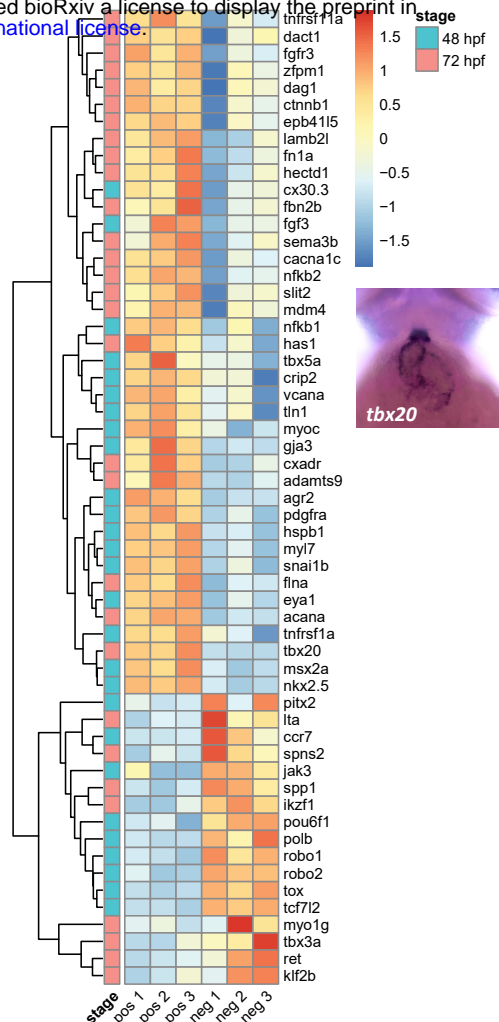 ed bioRxiv a license to display the preprint in
national license.
tnfrsf11a
dact1
fgfr3
zfpm1
dag1
ctnnb1
epb41l5
lamb2l
fn1a
hectd1
cx30.3
fbn2b
fgf3
sema3b
cacna1c
nfkb2
slit2
mdm4
nfkb1
has1
tbx5a
crip2
vcana
tln1
myoc
gja3
cxadr
adamts9
agr2
pdgfra
hspb1
myl7
snai1b
flna
eya1
acana
tnfrsf1a
tbx20
msx2a
nkx2.5
pitx2
lta
ccr7
spns2
jak3
spp1
ikzf1
pou6f1
polb
robo1
robo2
tox
tcf7l2
myo1g
tbx3a
ret
klf2b
stage
pos 1
pos 2
pos 3
neg 1
neg 2
neg 3
1.5
1
0.5
0
−0.5
−1
−1.5
stage
48 hpf
72 hpf
tbx20